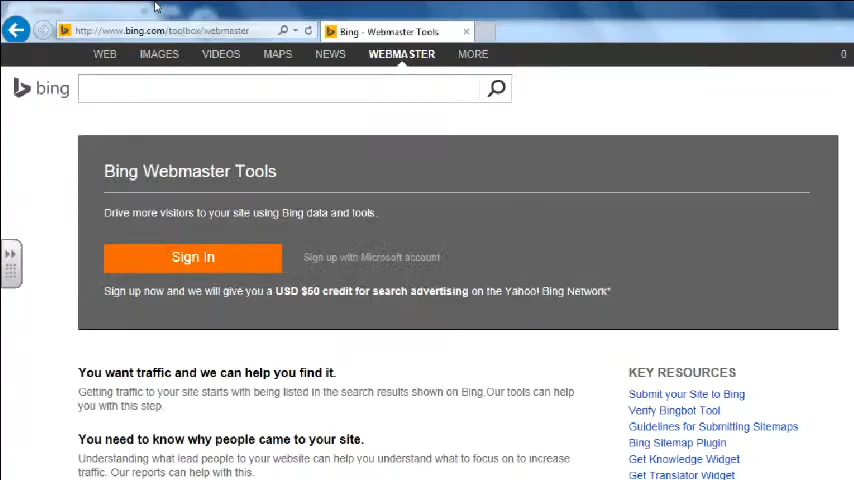 http://www.bing.com/toolbox/webmaster
Bing - Webmaster Tools
WEB IMAGES VIDEOS MAPS NEWS WEBMASTER MORE 0
bing
Bing Webmaster Tools
Drive more visitors to your site using Bing data and tools.
Sign In Sign up with Microsoft account
Sign up now and we will give you a USD $50 credit for search advertising on the Yahoo! Bing Network*
You want traffic and we can help you find it.
Getting traffic to your site starts with being listed in the search results shown on Bing.Our tools can help
you with this step.
You need to know why people came to your site.
Understanding what lead people to your website can help you understand what to focus on to increase
traffic. Our reports can help with this.
KEY RESOURCES
Submit your Site to Bing
Verify Bingbot Tool
Guidelines for Submitting Sitemaps
Bing Sitemap Plugin
Get Knowledge Widget
Get Translator Widget